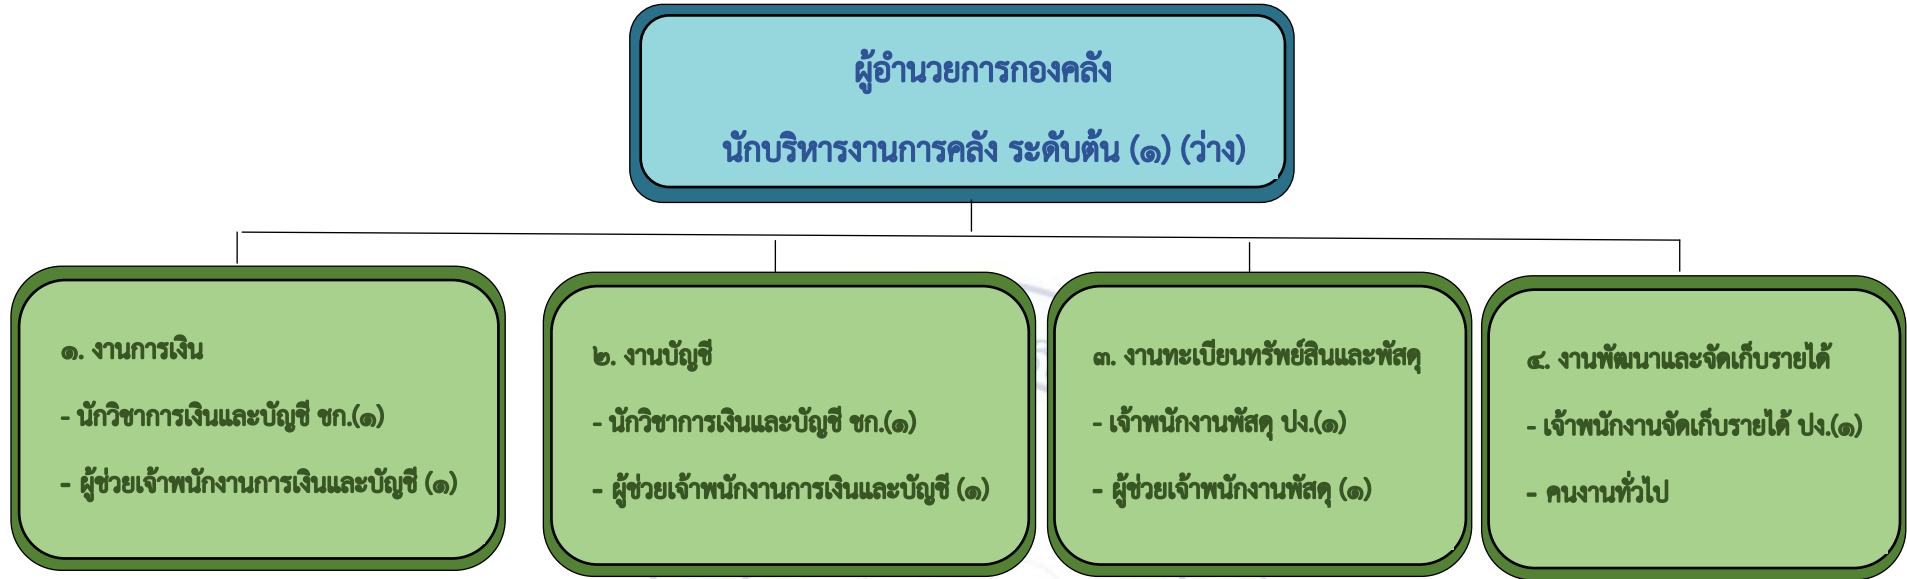 ผู้อำนวยการกองคลัง
นักบริหารงานการคลัง ระดับต้น (๑) (ว่าง)
๑. งานการเงิน
- นักวิชาการเงินและบัญชี ชก.(๑)
- ผู้ช่วยเจ้าพนักงานการเงินและบัญชี (๑)
๒. งานบัญชี
- นักวิชาการเงินและบัญชี ชก.(๑)
- ผู้ช่วยเจ้าพนักงานการเงินและบัญชี (๑)
๓. งานทะเบียนทรัพย์สินและพัสดุ
- เจ้าพนักงานพัสดุ ปง.(๑)
- ผู้ช่วยเจ้าพนักงานพัสดุ (๑)
๔. งานพัฒนาและจัดเก็บรายได้
- เจ้าพนักงานจัดเก็บรายได้ ปง.(๑)
- คนงานทั่วไป